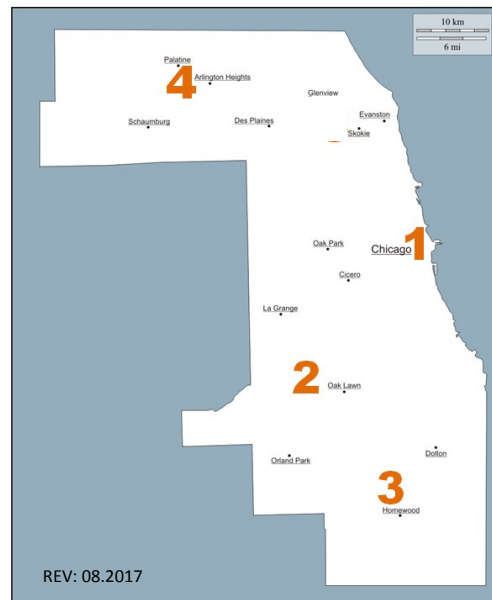 10 km
6 mi
Palatine
4
Arlington Heights
Glenview
Evanston
Schaumburg
Des Plaines
Skokie
1
Oak Park
Chicago
Cicero
La Grange
2
Oak Lawn
Dolton
Orland Park
3
Homewood
REV: 08.2017